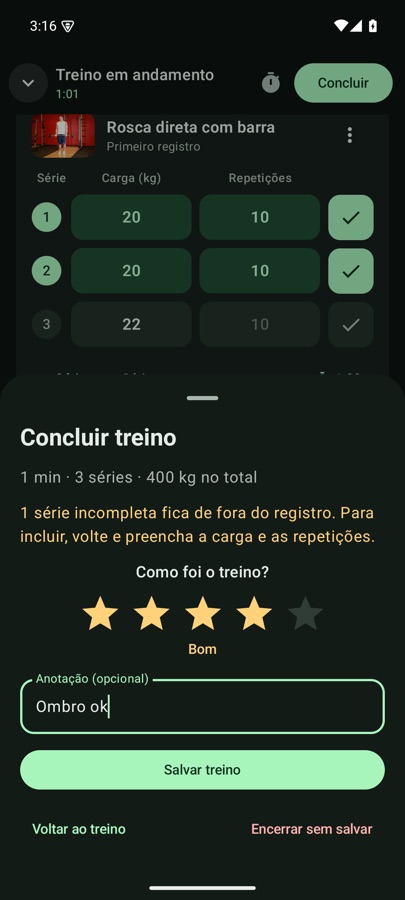 3:16
Treino em andamento
1:01
Concluir
Rosca direta com barra
Primeiro registro
Série Carga (kg) Repetições
1 20 10
2 20 10
3 22 10
Concluir treino
1 min · 3 séries · 400 kg no total
1 série incompleta fica de fora do registro. Para
incluir, volte e preencha a carga e as repetições.
Como foi o treino?
Bom
Anotação (opcional)
Ombro ok
Salvar treino
Voltar ao treino Encerrar sem salvar